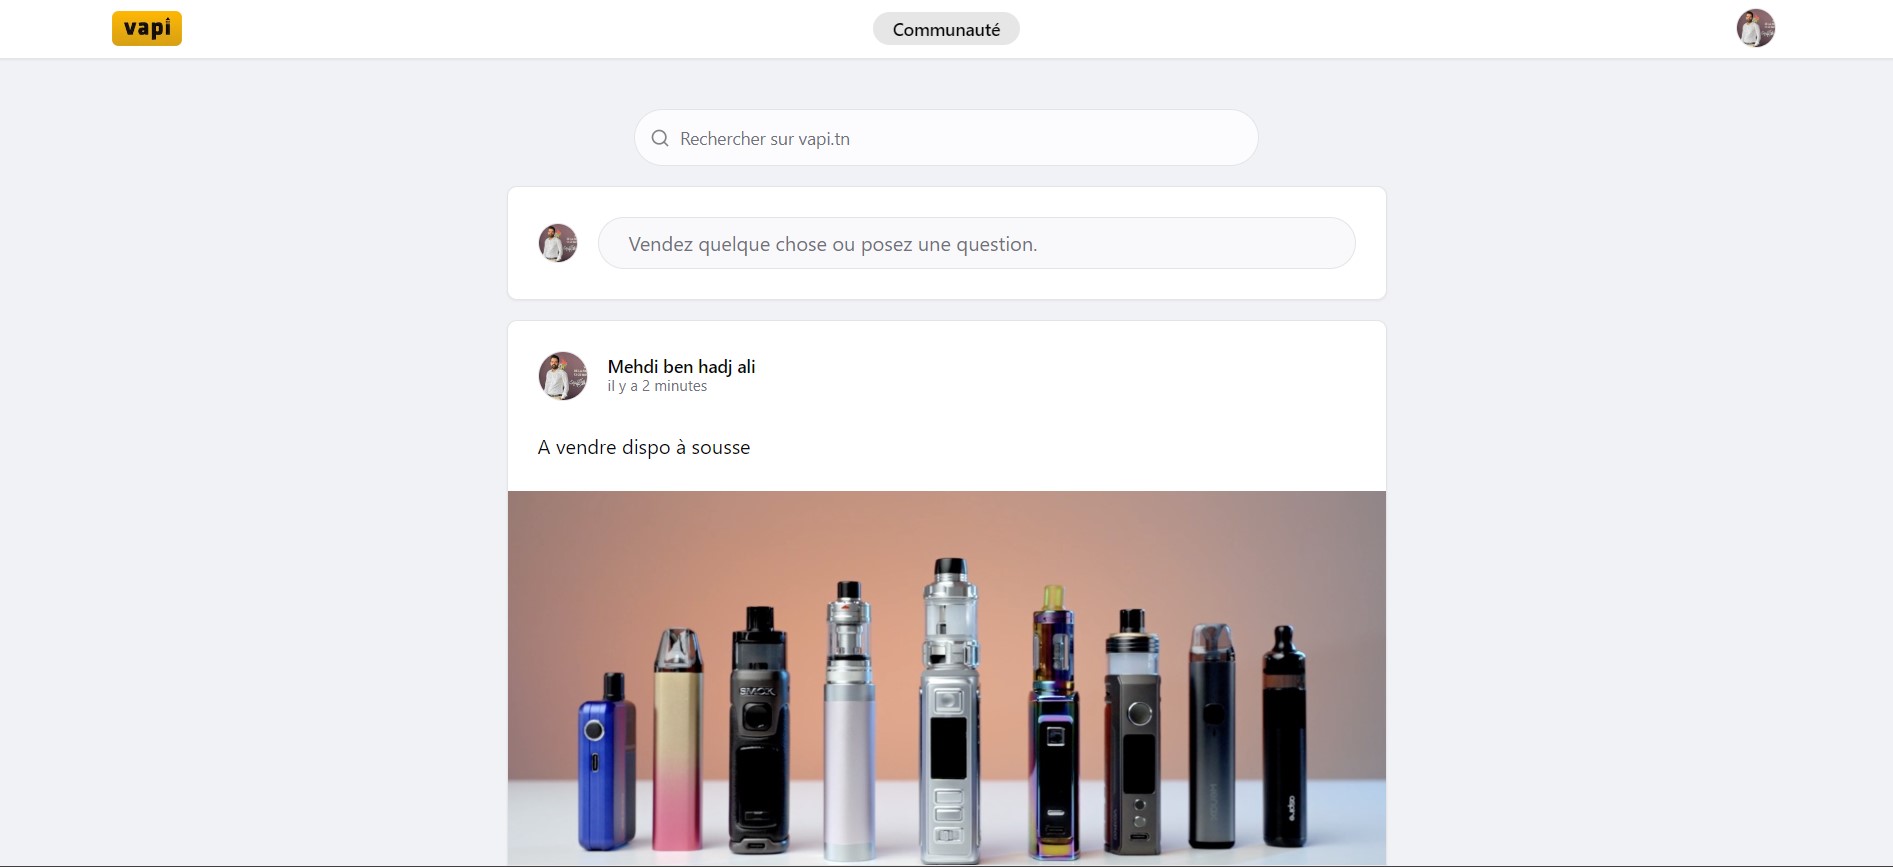 vapi
Communauté
Rechercher sur vapi.tn
Vendez quelque chose ou posez une question.
Mehdi ben hadj ali
il y a 2 minutes
A vendre dispo à sousse
SMOK
aspire